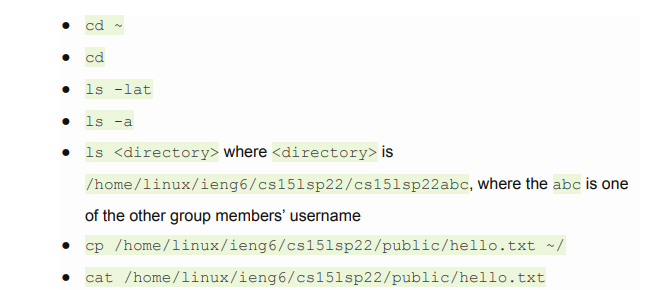 • cd ~
• cd
• ls -lat
• ls -a
• ls <directory> where <directory> is
/home/linux/ieng6/cs15lsp22/cs15lsp22abc, where the abc is one
of the other group members’ username
• cp /home/linux/ieng6/cs15lsp22/public/hello.txt ~/
• cat /home/linux/ieng6/cs15lsp22/public/hello.txt